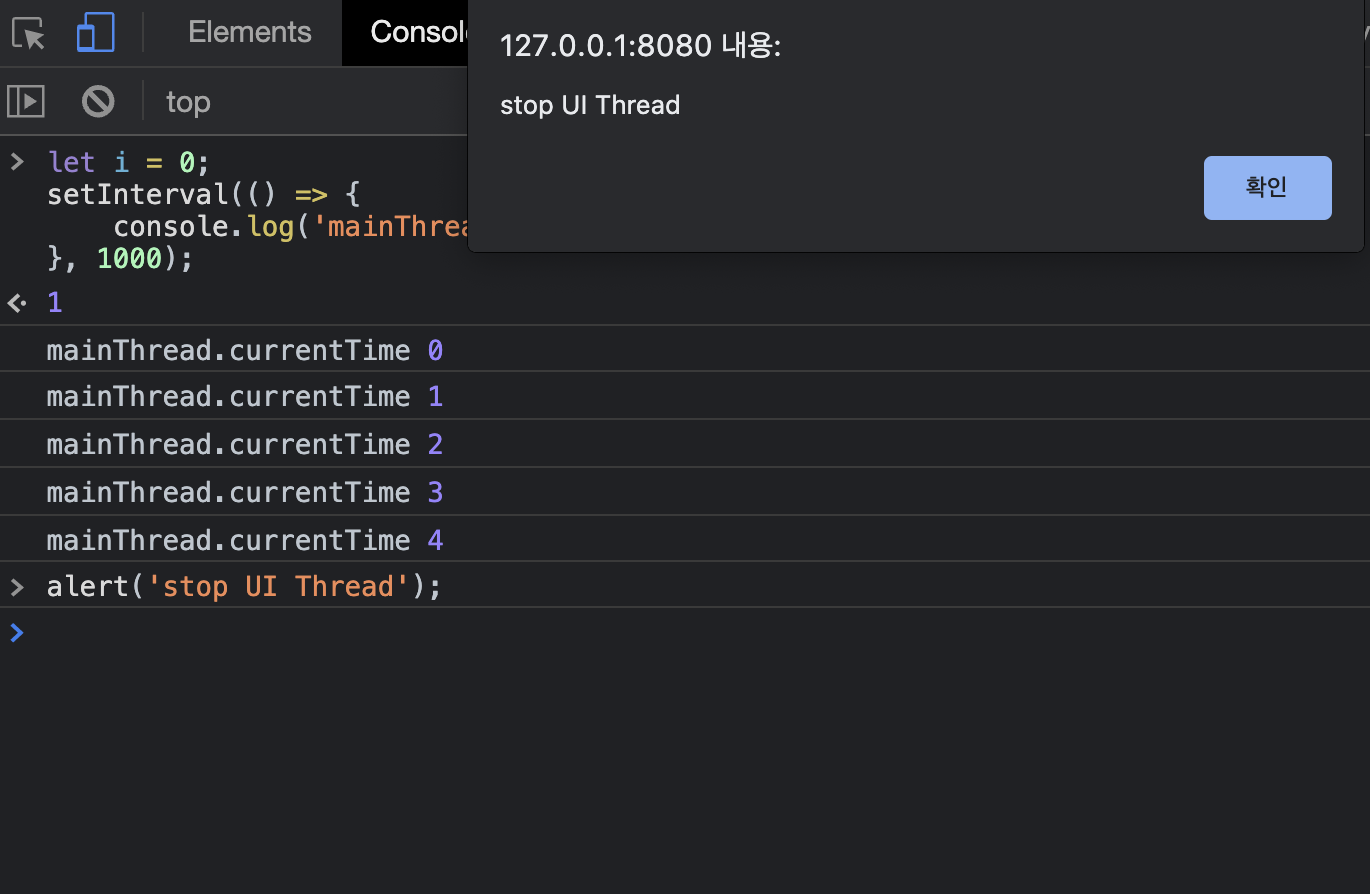 Elements
127.0.0.1:8080 내용:
stop UI Thread
확인
top
let i = 0;
setInterval(() => {
console.log('mainThrea
}, 1000);
1
mainThread.currentTime 0
mainThread.currentTime 1
mainThread.currentTime 2
mainThread.currentTime 3
mainThread.currentTime 4
alert('stop UI Thread');